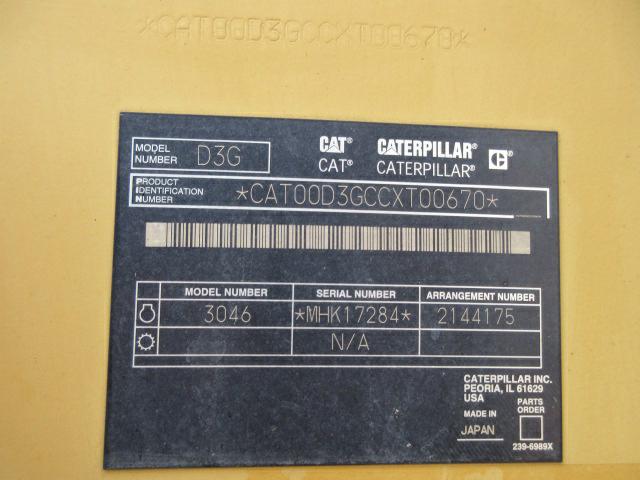 *CAT00D3GCCXT00670*
MODEL NUMBER D3G
CAT® CATERPILLAR® C®
CAT® CATERPILLAR®
PRODUCT IDENTIFICATION NUMBER *CAT00D3GCCXT00670*
MODEL NUMBER SERIAL NUMBER ARRANGEMENT NUMBER
3046 *MHK17284* 2144175
N/A
CATERPILLAR INC.
PEORIA, IL 61629
USA
PARTS ORDER
MADE IN
JAPAN
239-6989X